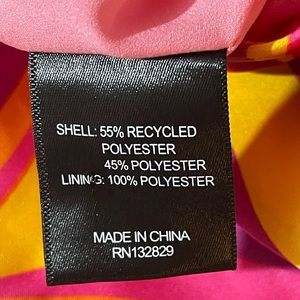 SHELL: 55% RECYCLED
POLYESTER
45% POLYESTER
LINING: 100% POLYESTER
MADE IN CHINA
RN132829